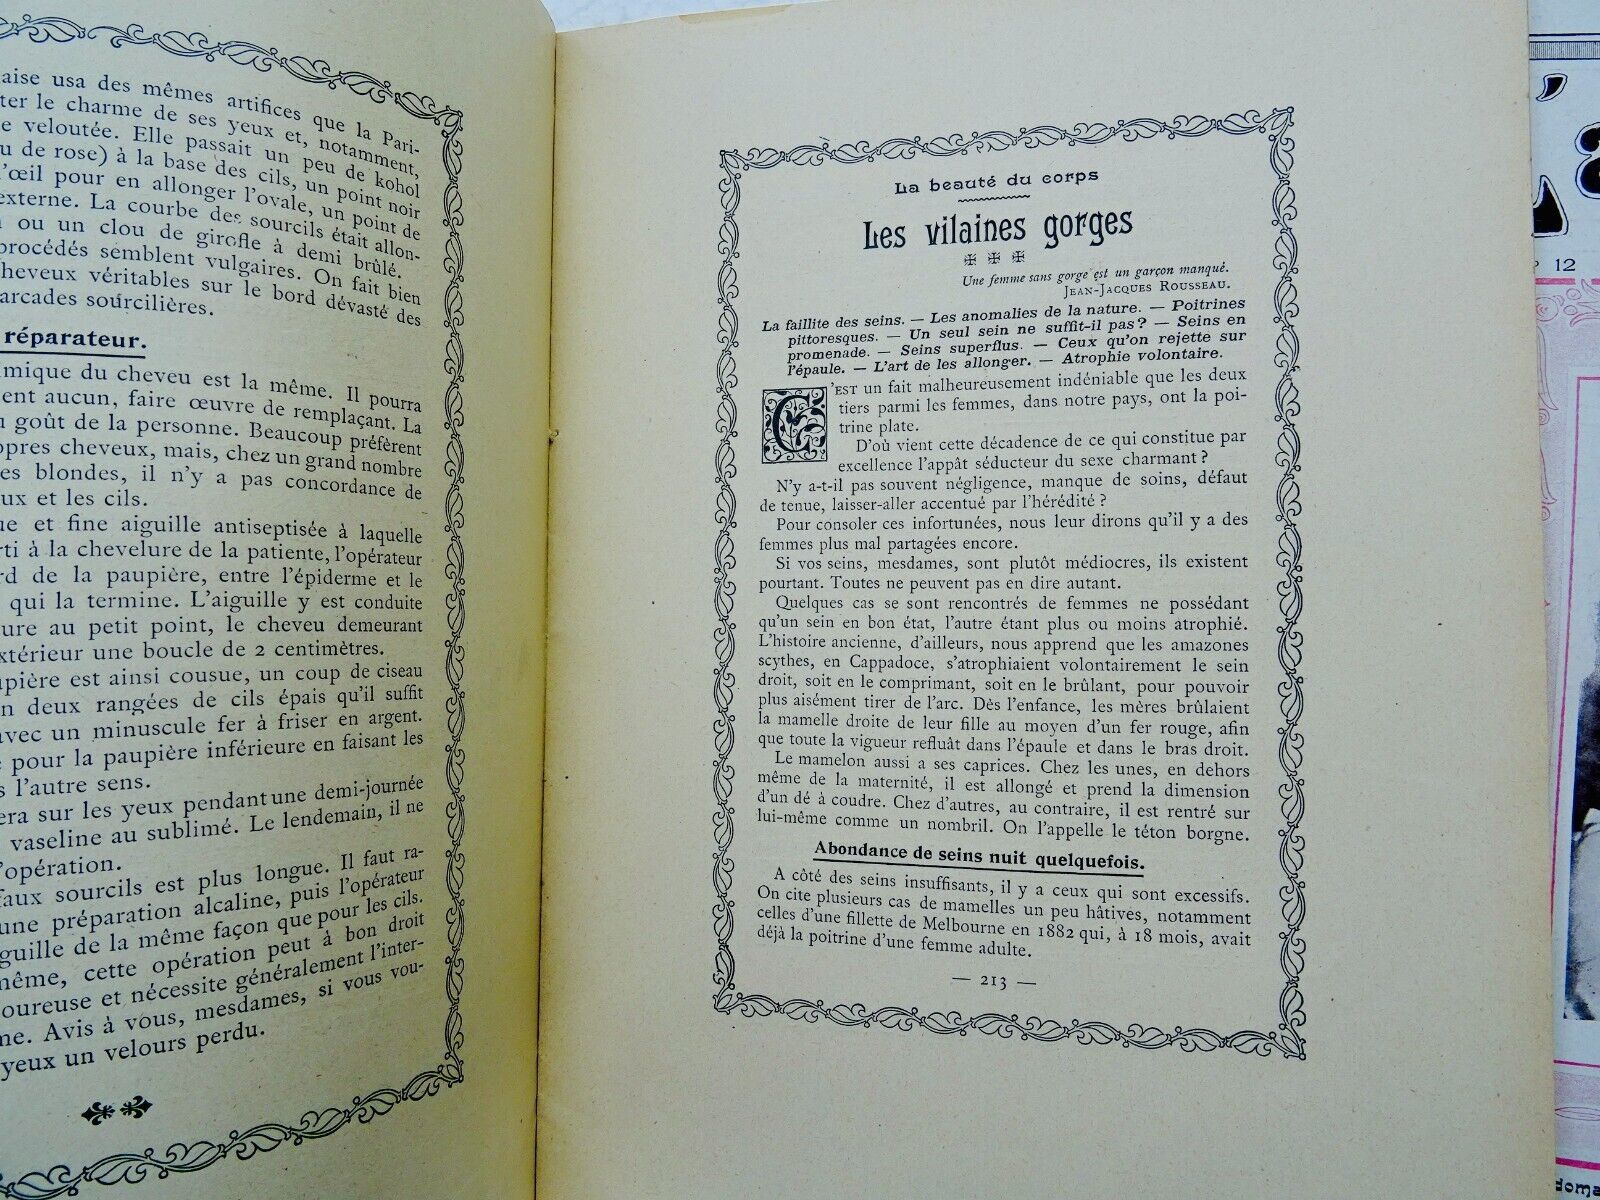 aise usa des mêmes artifices que la Pari-
ter le charme de ses yeux et, notamment,
e veloutée. Elle passait un peu de kohol
u de rose) à la base des cils, un point noir
l'œil pour en allonger l'ovale, un point de
externe. La courbe des sourcils était allon-
ou un clou de girofle à demi brûlé.
procédés semblent vulgaires. On fait bien
heveux véritables sur le bord dévasté des
arcades sourcilières.
réparateur.
mique du cheveu est la même. Il pourra
sent aucun, faire œuvre de remplaçant. La
u goût de la personne. Beaucoup préfèrent
opres cheveux, mais, chez un grand nombre
es blondes, il n'y a pas concordance de
ux et les cils.
ue et fine aiguille antiseptisée à laquelle
rti à la chevelure de la patiente, l'opérateur
rd de la paupière, entre l'épiderme et le
qui la termine. L'aiguille y est conduite
ure au petit point, le cheveu demeurant
xtérieur une boucle de 2 centimètres.
upière est ainsi cousue, un coup de ciseau
n deux rangées de cils épais qu'il suffit
avec un minuscule fer à friser en argent.
e pour la paupière inférieure en faisant les
s l'autre sens.
era sur les yeux pendant une demi-journée
vaseline au sublimé. Le lendemain, il ne
l'opération.
faux sourcils est plus longue. Il faut ra-
une préparation alcaline, puis l'opérateur
guille de la même façon que pour les cils.
même, cette opération peut à bon droit
oureuse et nécessite généralement l'inter-
me. Avis à vous, mesdames, si vous vou-
yeux un velours perdu.
La beauté du corps
Les vilaines gorges
Une femme sans gorge est un garçon manqué.
JEAN-JACQUES ROUSSEAU.
La faillite des seins. — Les anomalies de la nature. — Poitrines
pittoresques. — Un seul sein ne suffit-il pas? — Seins en
promenade. — Seins superflus. — Ceux qu'on rejette sur
l'épaule. — L'art de les allonger. — Atrophie volontaire.
C'EST un fait malheureusement indéniable que les deux
tiers parmi les femmes, dans notre pays, ont la poi-
trine plate.
D'où vient cette décadence de ce qui constitue par
excellence l'appât séducteur du sexe charmant ?
N'y a-t-il pas souvent négligence, manque de soins, défaut
de tenue, laisser-aller accentué par l'hérédité ?
Pour consoler ces infortunées, nous leur dirons qu'il y a des
femmes plus mal partagées encore.
Si vos seins, mesdames, sont plutôt médiocres, ils existent
pourtant. Toutes ne peuvent pas en dire autant.
Quelques cas se sont rencontrés de femmes ne possédant
qu'un sein en bon état, l'autre étant plus ou moins atrophié.
L'histoire ancienne, d'ailleurs, nous apprend que les amazones
scythes, en Cappadoce, s'atrophiaient volontairement le sein
droit, soit en le comprimant, soit en le brûlant, pour pouvoir
plus aisément tirer de l'arc. Dès l'enfance, les mères brûlaient
la mamelle droite de leur fille au moyen d'un fer rouge, afin
que toute la vigueur refluât dans l'épaule et dans le bras droit.
Le mamelon aussi a ses caprices. Chez les unes, en dehors
même de la maternité, il est allongé et prend la dimension
d'un dé à coudre. Chez d'autres, au contraire, il est rentré sur
lui-même comme un nombril. On l'appelle le téton borgne.
Abondance de seins nuit quelquefois.
A côté des seins insuffisants, il y a ceux qui sont excessifs.
On cite plusieurs cas de mamelles un peu hâtives, notamment
celles d'une fillette de Melbourne en 1882 qui, à 18 mois, avait
déjà la poitrine d'une femme adulte.
— 213 —
12